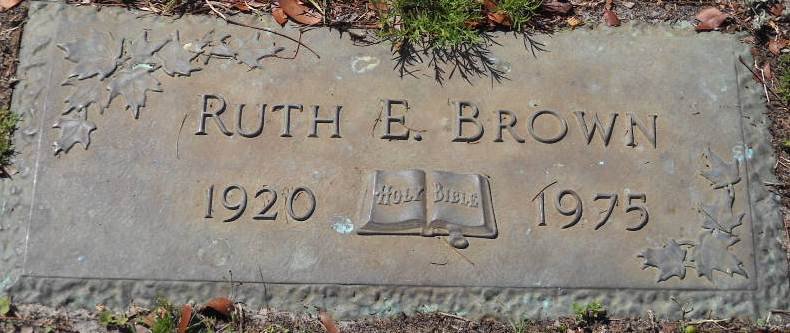 RUTH E. BROWN
1920 HOLY BIBLE 1975